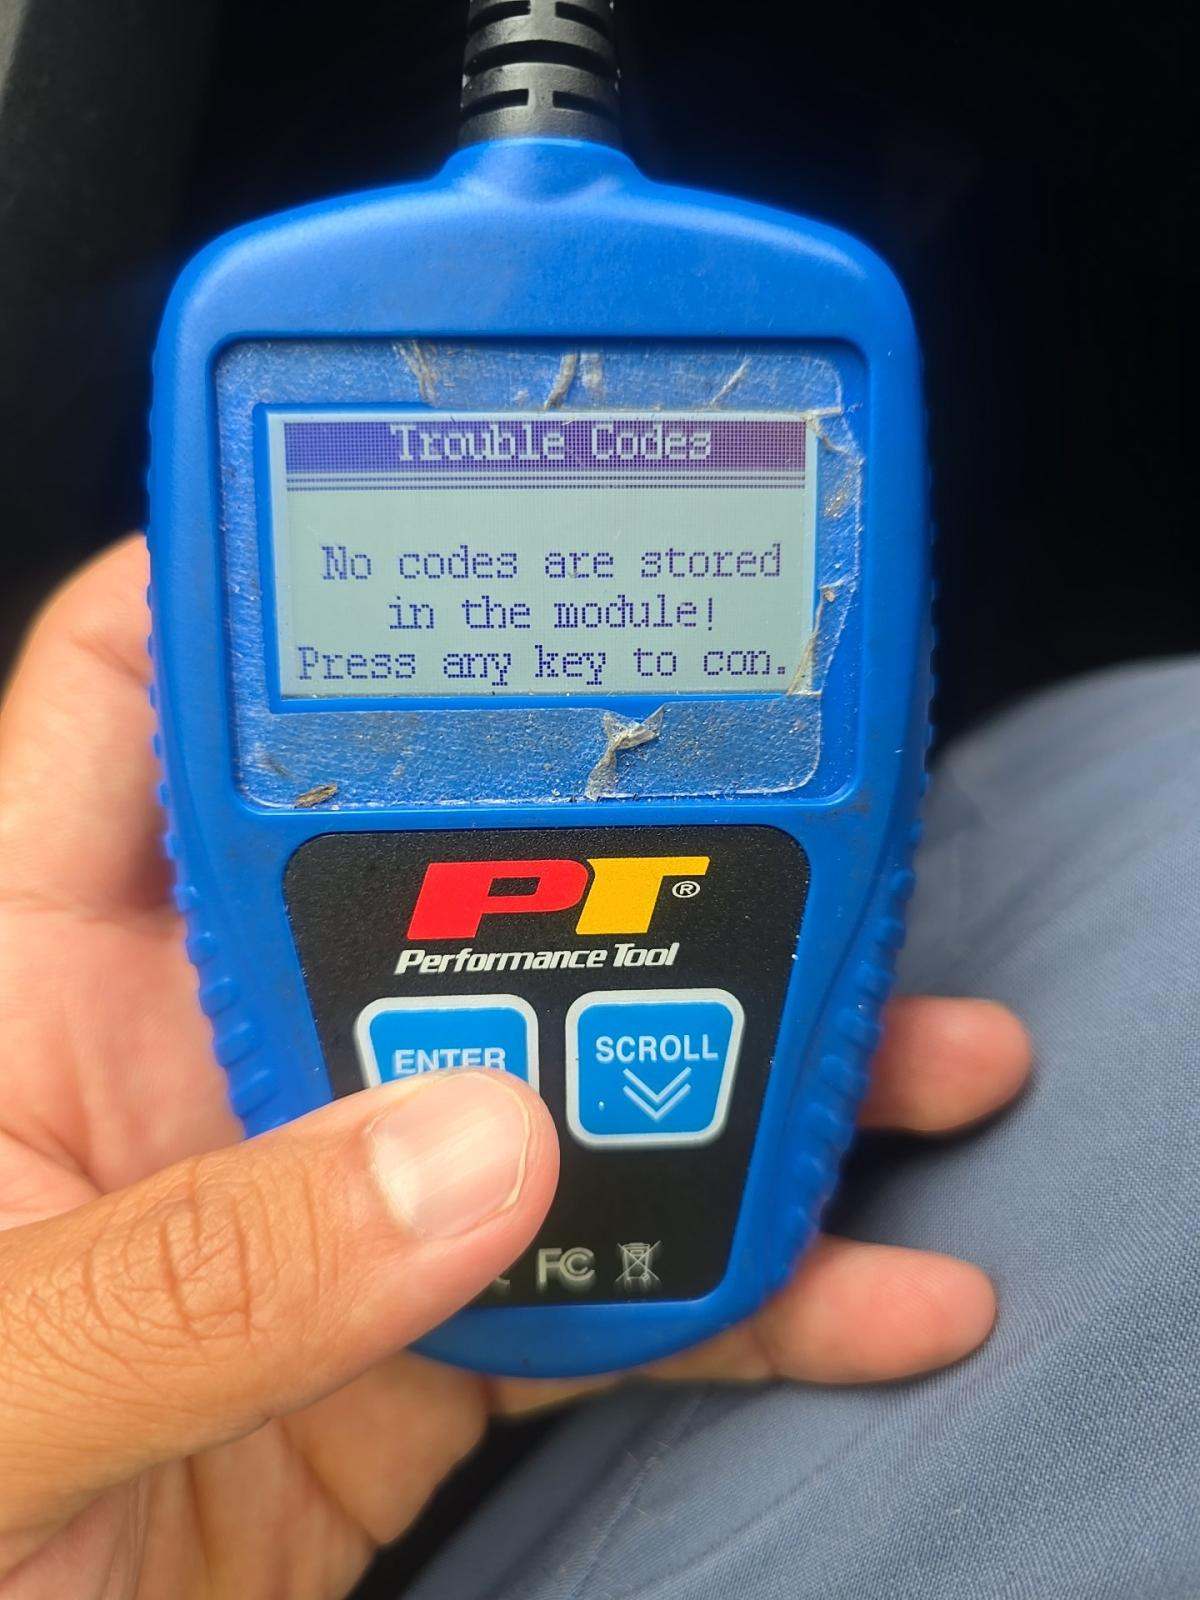 Trouble Codes
No codes are stored
in the module!
Press any key to con.
PT®
Performance Tool
ENTER
SCROLL
FC